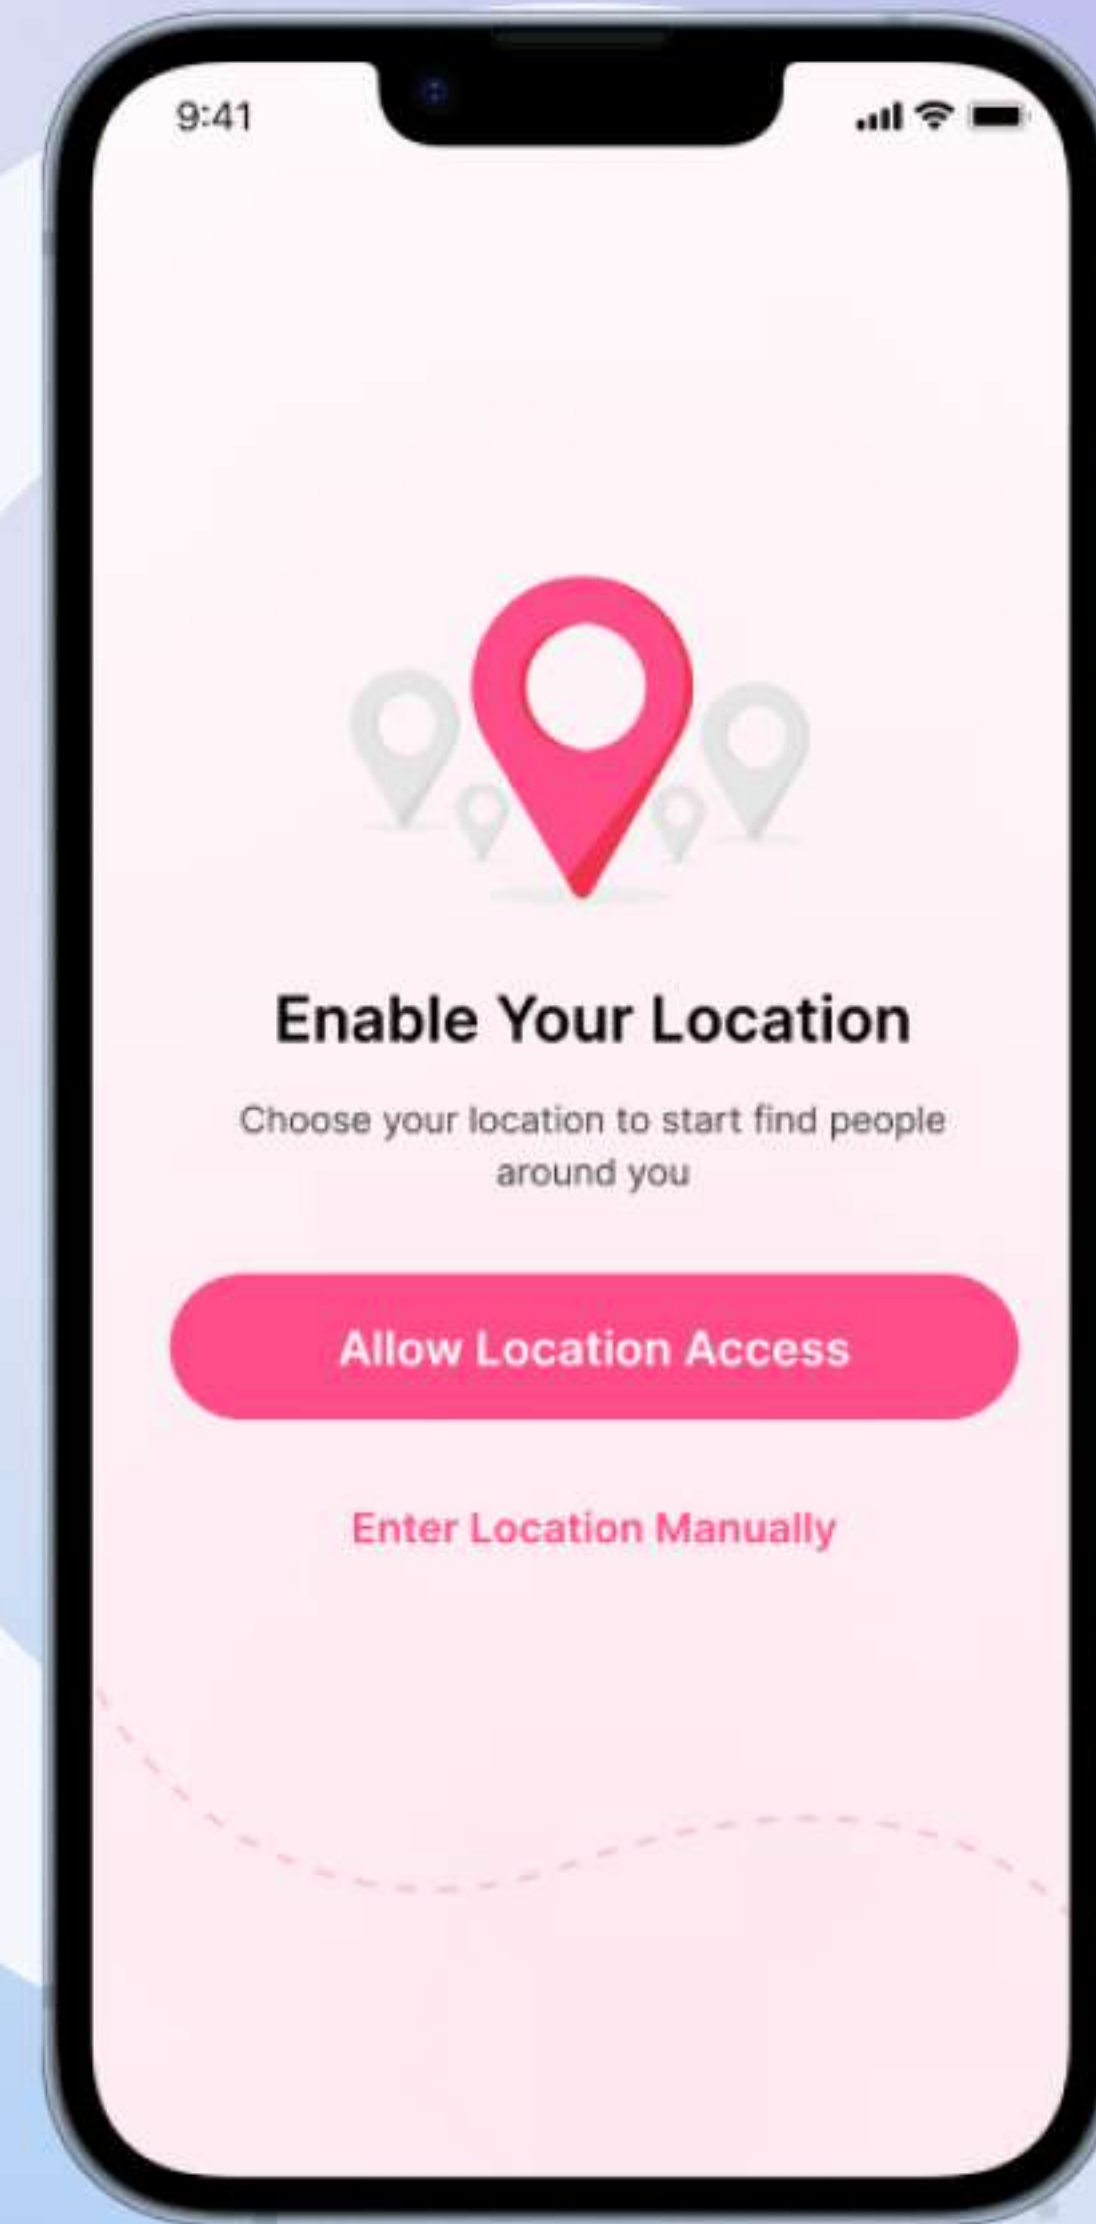 9:41
Enable Your Location
Choose your location to start find people
around you
Allow Location Access
Enter Location Manually